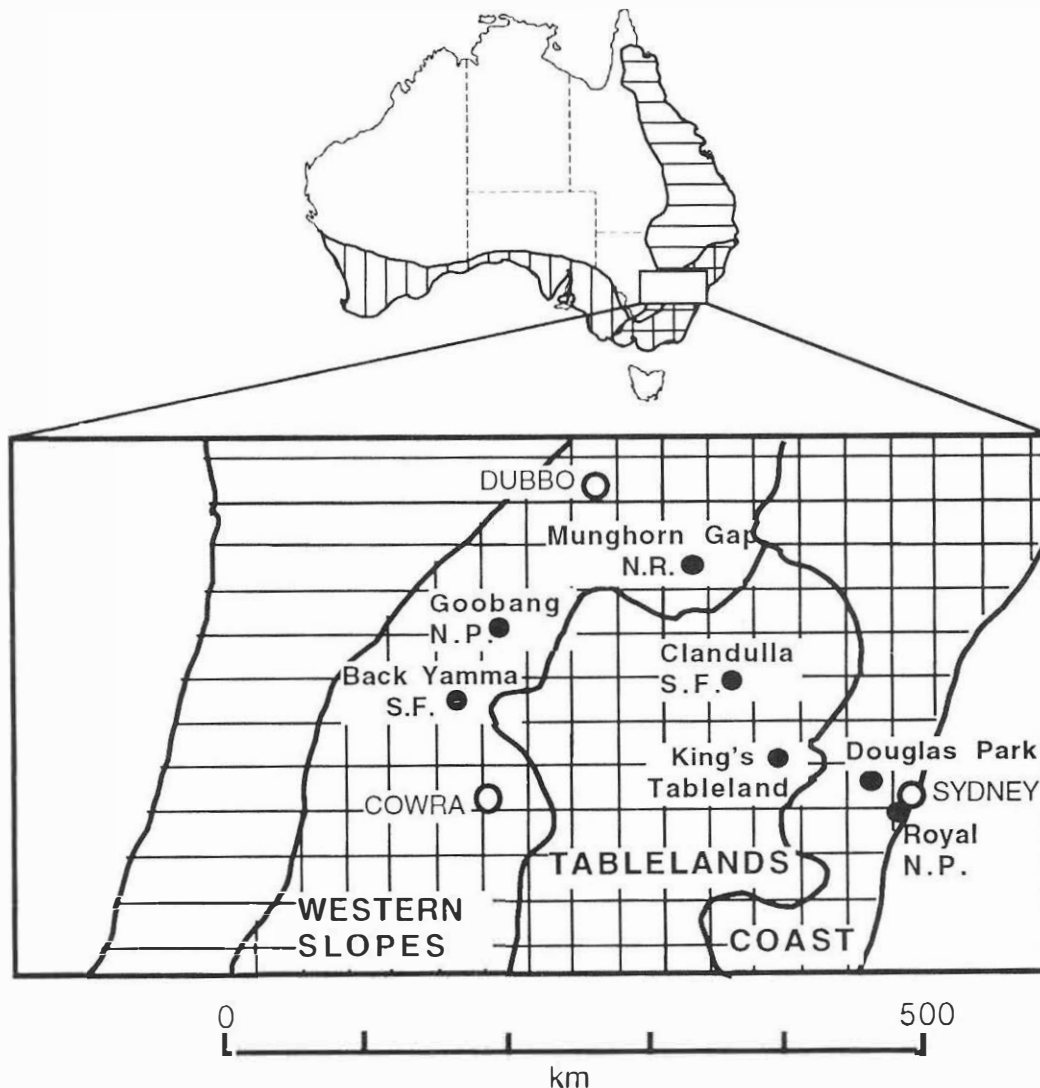 DUBBO
Munghorn Gap
N.R.
Goobang
N.P.
Back Yamma
S.F.
Clandulla
S.F.
King's
Tableland
Douglas Park
COWRA
SYDNEY
Royal
N.P.
TABLELANDS
WESTERN
SLOPES
COAST
0 500
km